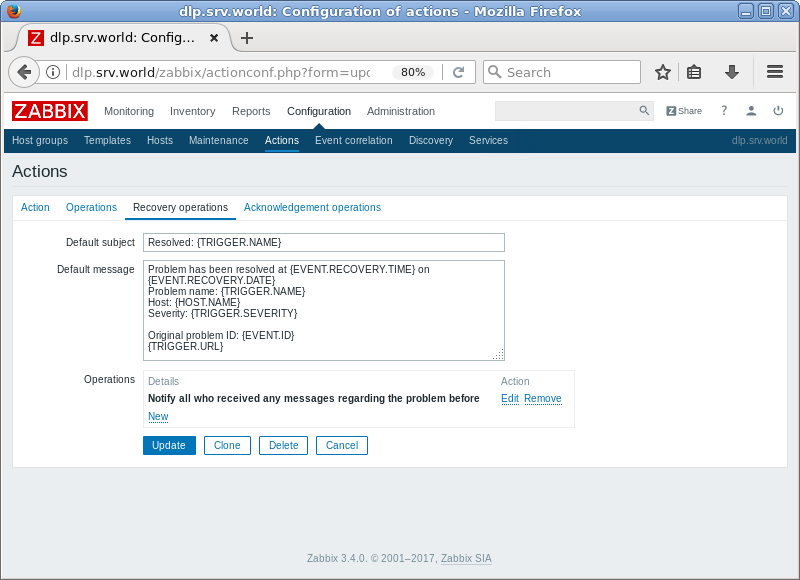 dlp.srv.world: Configuration of actions - Mozilla Firefox
dlp.srv.world: Config...
dlp.srv.world/zabbix/actionconf.php?form=upd 80% Search
ZABBIX Monitoring Inventory Reports Configuration Administration Z Share ?
Host groups Templates Hosts Maintenance Actions Event correlation Discovery Services dlp.srv.world
Actions
Action Operations Recovery operations Acknowledgement operations
Default subject Resolved: {TRIGGER.NAME}
Default message Problem has been resolved at {EVENT.RECOVERY.TIME} on
{EVENT.RECOVERY.DATE}
Problem name: {TRIGGER.NAME}
Host: {HOST.NAME}
Severity: {TRIGGER.SEVERITY}
Original problem ID: {EVENT.ID}
{TRIGGER.URL}
Operations Details Action
Notify all who received any messages regarding the problem before Edit Remove
New
Update Clone Delete Cancel
Zabbix 3.4.0. © 2001–2017, Zabbix SIA